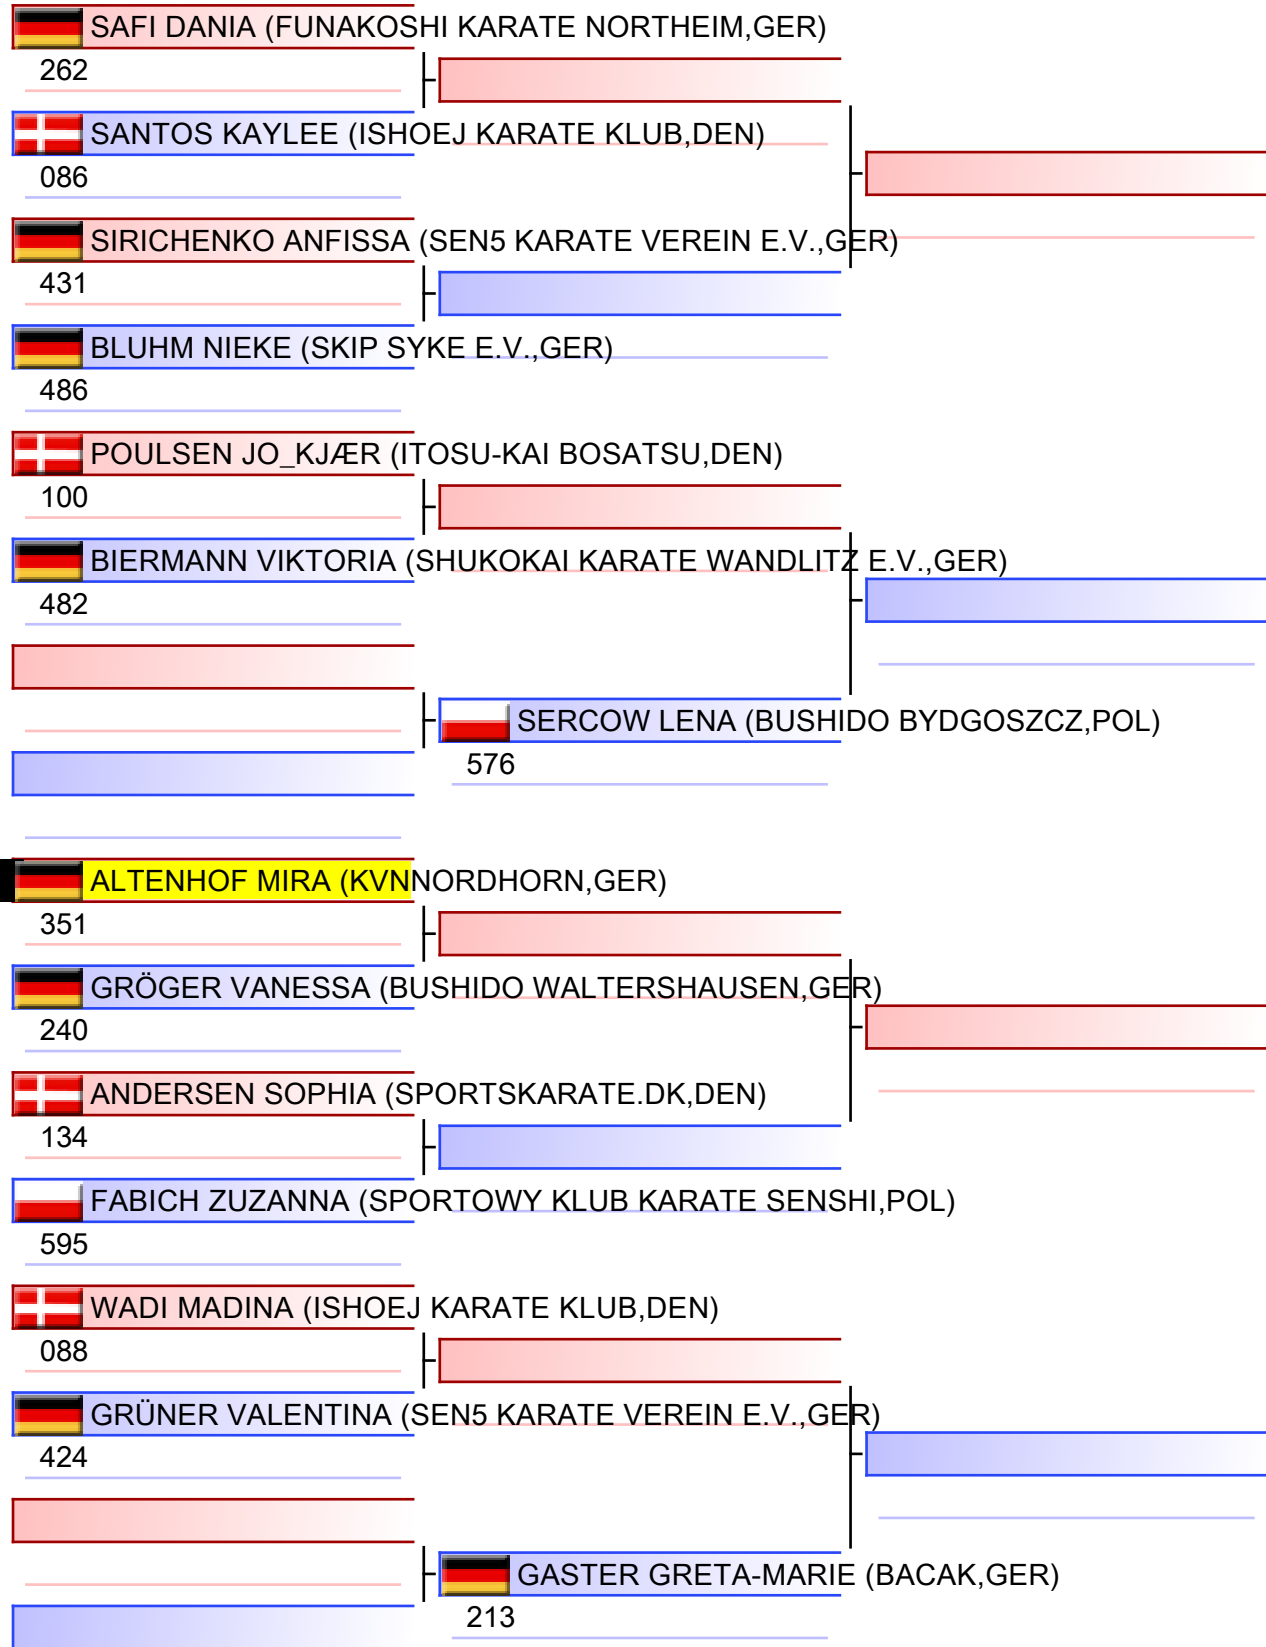 SAFI DANIA (FUNAKOSHI KARATE NORTHEIM,GER)
262
SANTOS KAYLEE (ISHOEJ KARATE KLUB,DEN)
086
SIRICHENKO ANFISSA (SEN5 KARATE VEREIN E.V.,GER)
431
BLUHM NIEKE (SKIP SYKE E.V.,GER)
486
POULSEN JO_KJÆR (ITOSU-KAI BOSATSU,DEN)
100
BIERMANN VIKTORIA (SHUKOKAI KARATE WANDLITZ E.V.,GER)
482
SERCOW LENA (BUSHIDO BYDGOSZCZ,POL)
576
ALTENHOF MIRA (KVNNORDHORN,GER)
351
GRÖGER VANESSA (BUSHIDO WALTERSHAUSEN,GER)
240
ANDERSEN SOPHIA (SPORTSKARATE.DK,DEN)
134
FABICH ZUZANNA (SPORTOWY KLUB KARATE SENSHI,POL)
595
WADI MADINA (ISHOEJ KARATE KLUB,DEN)
088
GRÜNER VALENTINA (SEN5 KARATE VEREIN E.V.,GER)
424
GASTER GRETA-MARIE (BACAK,GER)
213